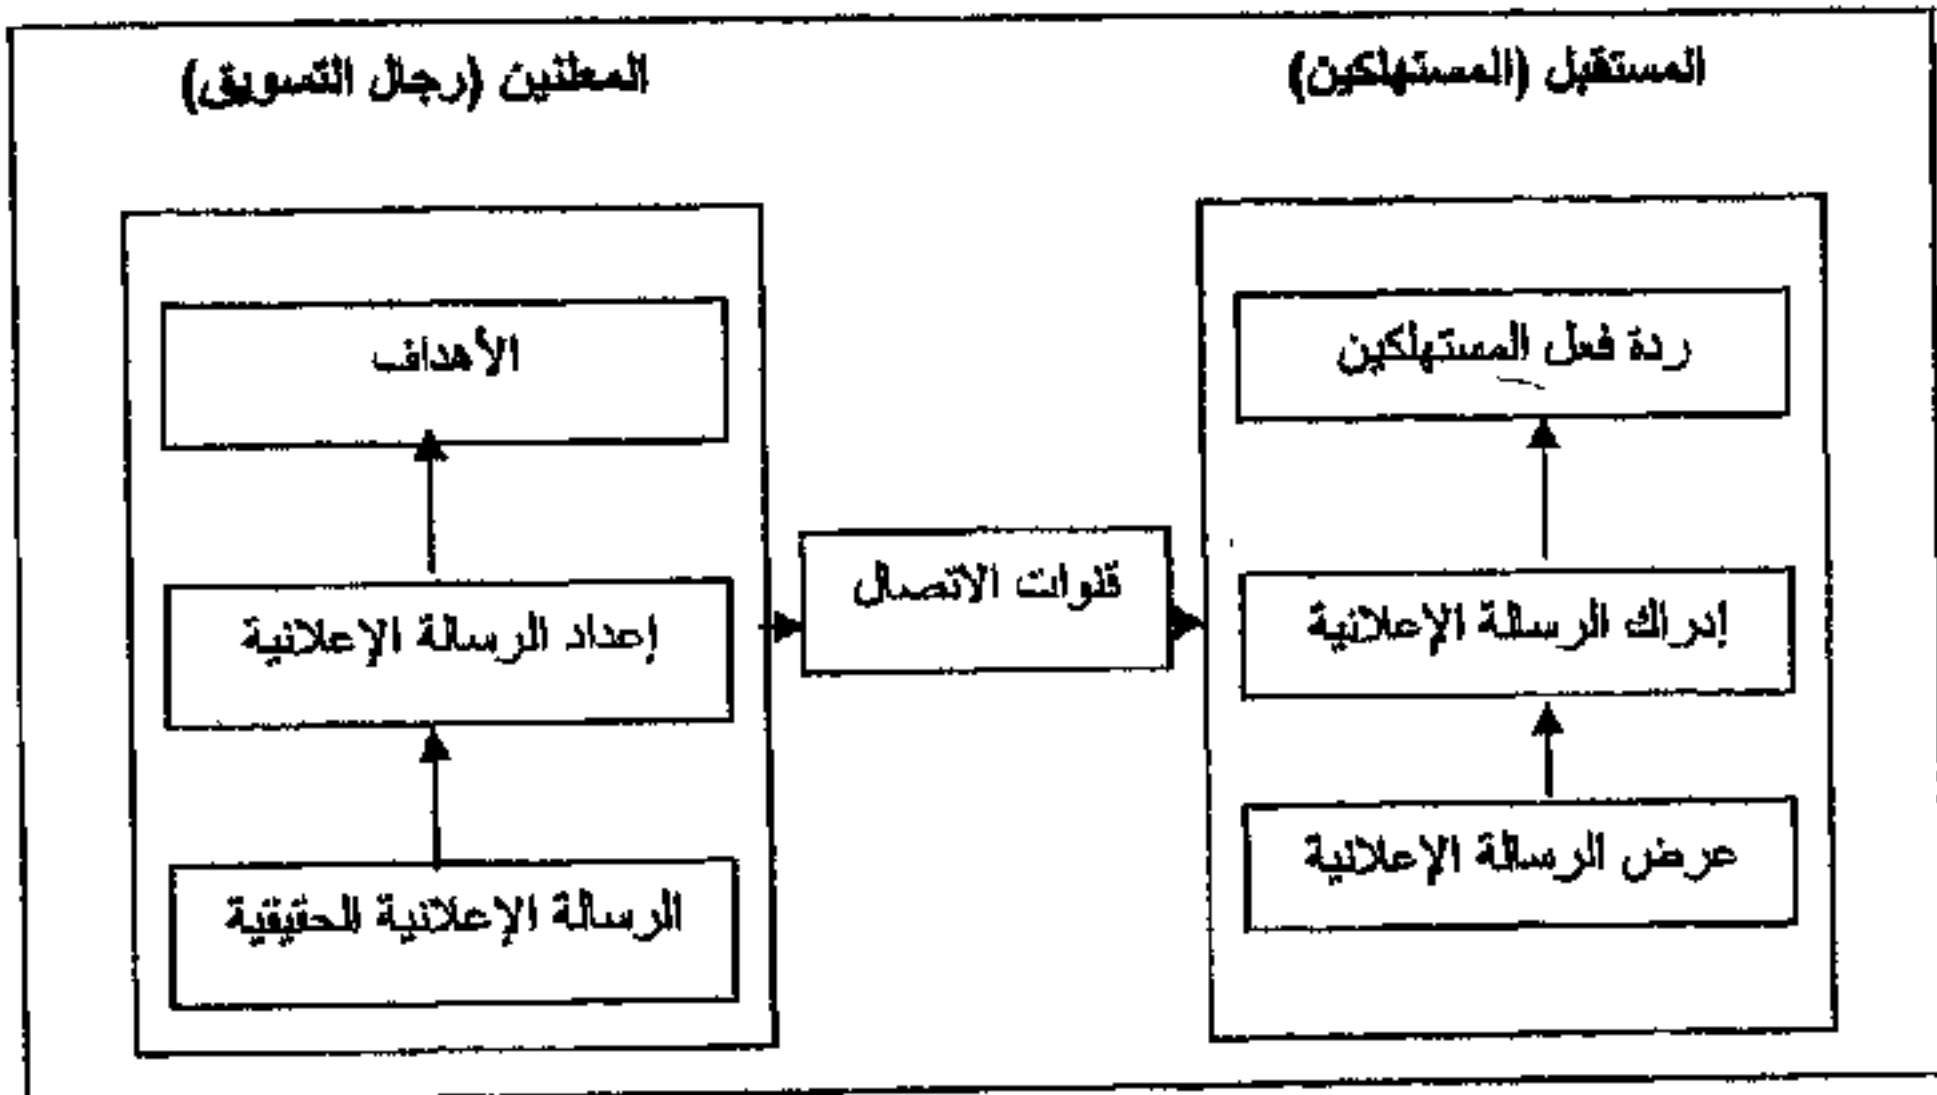 المستقبل (المستهلكين)
المعلنين (رجال التسويق)
ردة فعل المستهلكين
الأهداف
قنوات الاتصال
إدراك الرسالة الإعلانية
إعداد الرسالة الإعلانية
عرض الرسالة الإعلانية
الرسالة الإعلانية الحقيقية